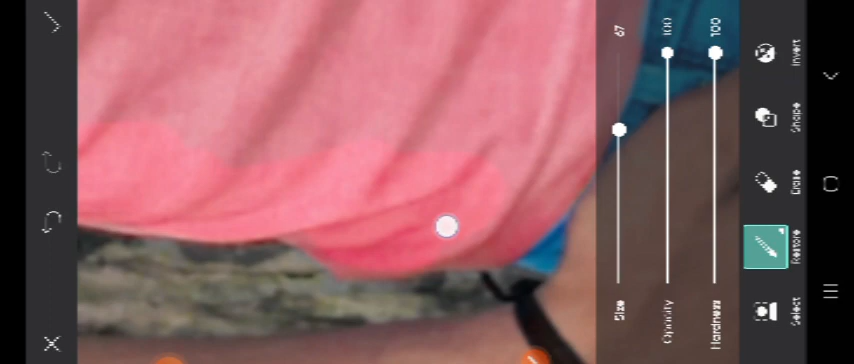 Size
67
Opacity
100
Hardness
100
Select
Restore
Erase
Shape
Invert